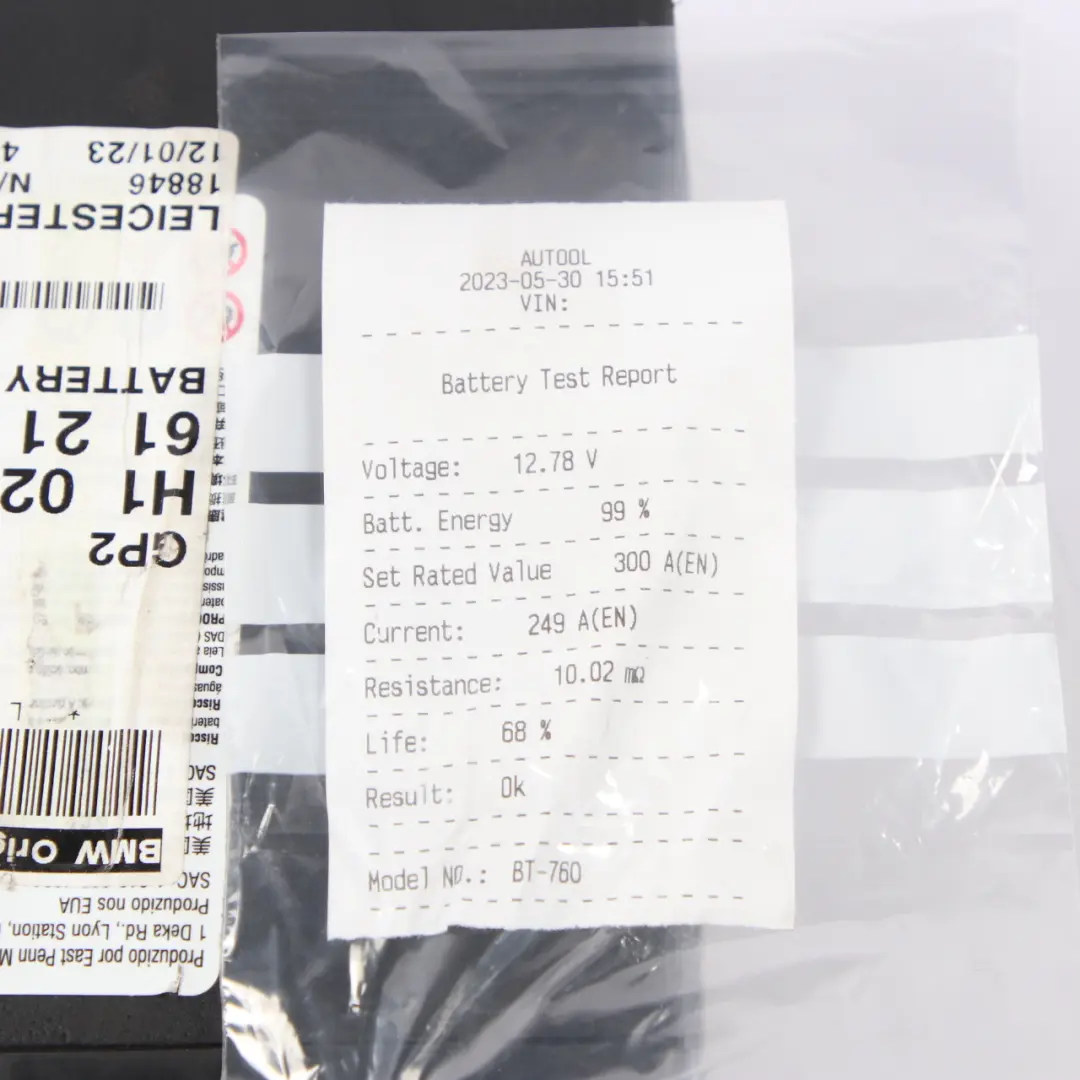 AUTOOL
2023-05-30 15:51
VIN:
Battery Test Report
Voltage: 12.78 V
Batt. Energy 99 %
Set Rated Value 300 A(EN)
Current: 249 A(EN)
Resistance: 10.02 mΩ
Life: 68 %
Result: Ok
Model NO.: BT-760
Produzido por East Penn
1 Deka Rd., Lyon Station,
Produzido nos EUA
BMW
GP2
H1 02
61 21
BATTERY
LEICESTER
18846
12/01/23 4